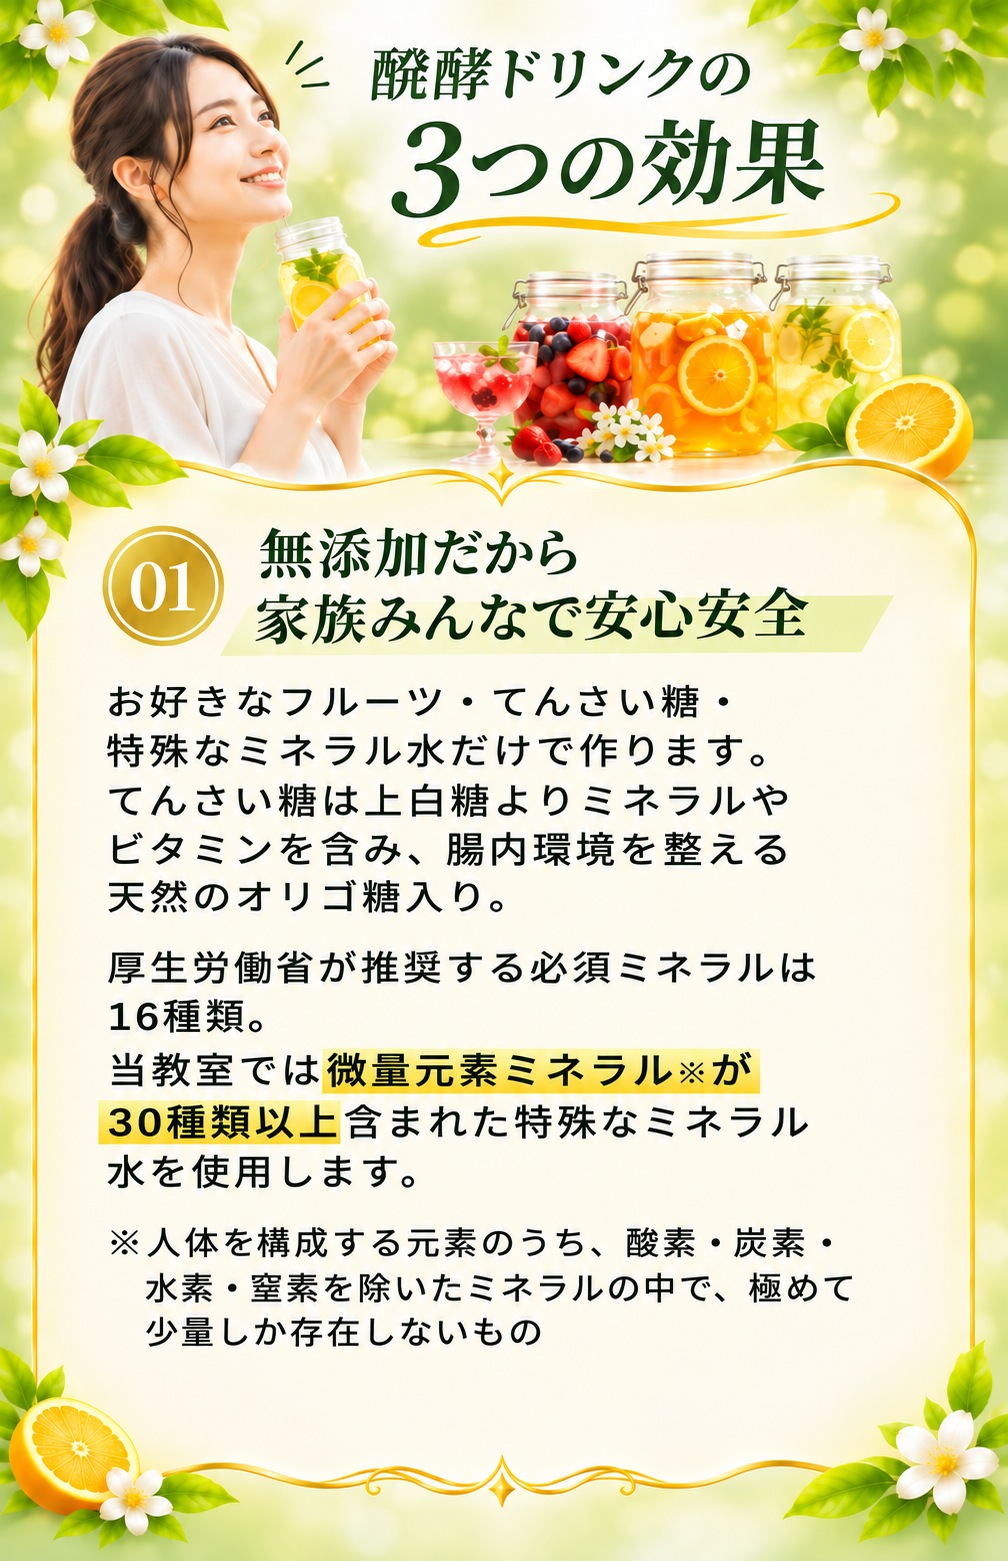 醗酵ドリンクの
3つの効果
01
無添加だから
家族みんなで安心安全
お好きなフルーツ・てんさい糖・
特殊なミネラル水だけで作ります。
てんさい糖は上白糖よりミネラルや
ビタミンを含み、腸内環境を整える
天然のオリゴ糖入り。
厚生労働省が推奨する必須ミネラルは
16種類。
当教室では微量元素ミネラル※が
30種類以上含まれた特殊なミネラル
水を使用します。
※人体を構成する元素のうち、酸素・炭素・
水素・窒素を除いたミネラルの中で、極めて
少量しか存在しないもの